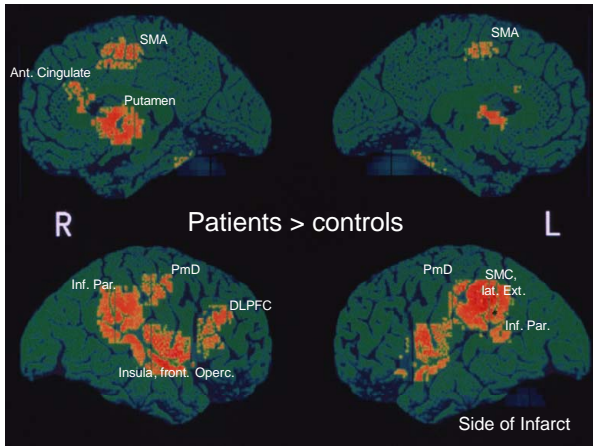 SMA
Ant. Cingulate
Putamen
SMA
R
Patients > controls
L
Inf. Par.
PmD
DLPFC
Insula, front. Operc.
PmD
SMC,
lat. Ext.
Inf. Par.
Side of Infarct